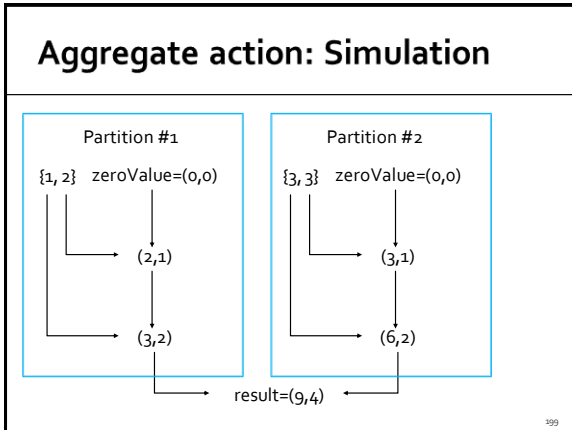 Aggregate action: Simulation
Partition #1
{1, 2} zeroValue=(0,0)
(2,1)
(3,2)
Partition #2
{3, 3} zeroValue=(0,0)
(3,1)
(6,2)
result=(9,4)
199